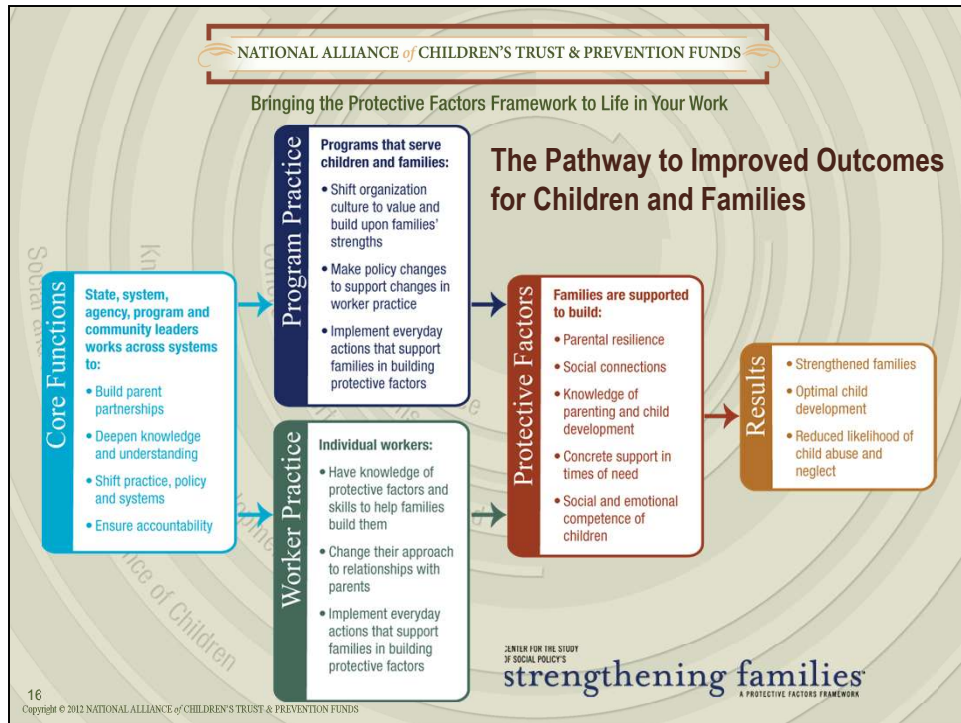 NATIONAL ALLIANCE of CHILDREN'S TRUST & PREVENTION FUNDS
Bringing the Protective Factors Framework to Life in Your Work
The Pathway to Improved Outcomes
for Children and Families
Core Functions
State, system,
agency, program and
community leaders
works across systems
to:
• Build parent
partnerships
• Deepen knowledge
and understanding
• Shift practice, policy
and systems
• Ensure accountability
Program Practice
Programs that serve
children and families:
• Shift organization
culture to value and
build upon families'
strengths
• Make policy changes
to support changes in
worker practice
• Implement everyday
actions that support
families in building
protective factors
Worker Practice
Individual workers:
• Have knowledge of
protective factors and
skills to help families
build them
• Change their approach
to relationships with
parents
• Implement everyday
actions that support
families in building
protective factors
Protective Factors
Families are supported
to build:
• Parental resilience
• Social connections
• Knowledge of
parenting and child
development
• Concrete support in
times of need
• Social and emotional
competence of
children
Results
• Strengthened families
• Optimal child
development
• Reduced likelihood of
child abuse and
neglect
CENTER FOR THE STUDY
OF SOCIAL POLICY'S
strengthening families
A PROTECTIVE FACTORS FRAMEWORK
16
Copyright © 2012 NATIONAL ALLIANCE of CHILDREN'S TRUST & PREVENTION FUNDS
Social and
of Children